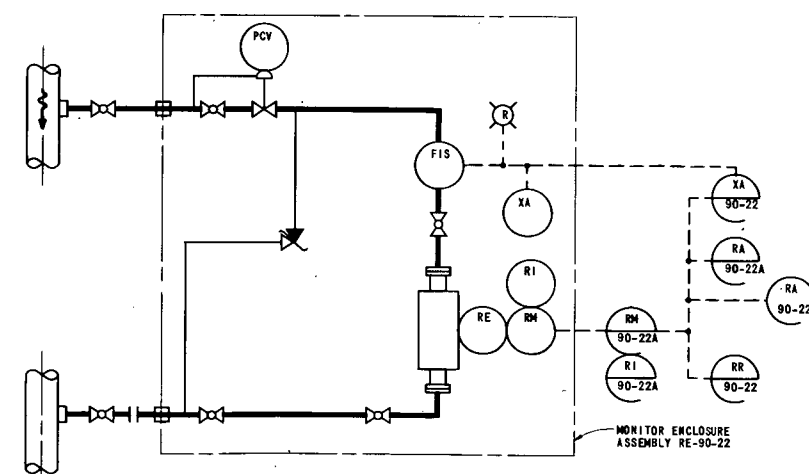 PCV
R
FIS
XA
XA
90-22
RA
90-22A
RA
90-22
RI
RE
RM
RM
90-22A
RI
90-22A
RR
90-22
MONITOR ENCLOSURE
ASSEMBLY RE-90-22